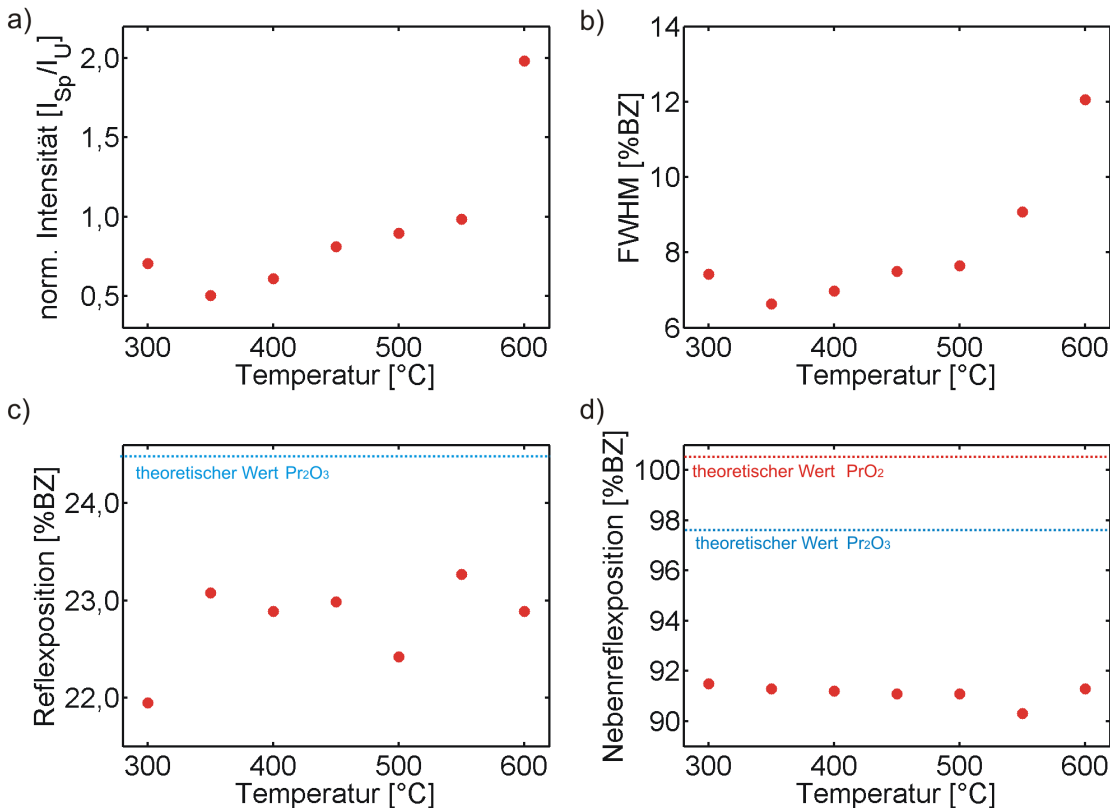 a)
norm. Intensität [I_Sp/I_U]
2,0
1,5
1,0
0,5
300 400 500 600
Temperatur [°C]
b)
FWHM [%BZ]
14
12
10
8
6
300 400 500 600
Temperatur [°C]
c)
Reflexposition [%BZ]
theoretischer Wert Pr₂O₃
24,0
23,0
22,0
300 400 500 600
Temperatur [°C]
d)
Nebenreflexposition [%BZ]
theoretischer Wert PrO₂
theoretischer Wert Pr₂O₃
100
98
96
94
92
90
300 400 500 600
Temperatur [°C]